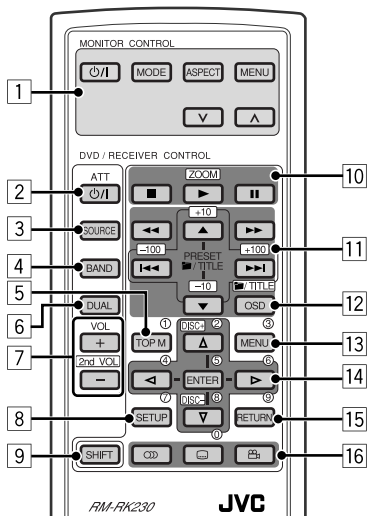 MONITOR CONTROL
⏻/I MODE ASPECT MENU
1
DVD / RECEIVER CONTROL
ATT
ZOOM
10
2 ⏻/I
3 SOURCE
+10
–100 +100
11
PRESET
/ TITLE
4 BAND
–10
/ TITLE
5
6 DUAL
OSD 12
7 VOL
+
2nd VOL
–
① DISC+ ② ③
TOP M MENU 13
④ ⑤ ⑥
ENTER 14
⑦ DISC– ⑧ ⑨
8 SETUP RETURN 15
⓪
9 SHIFT 16
RM-RK230 JVC